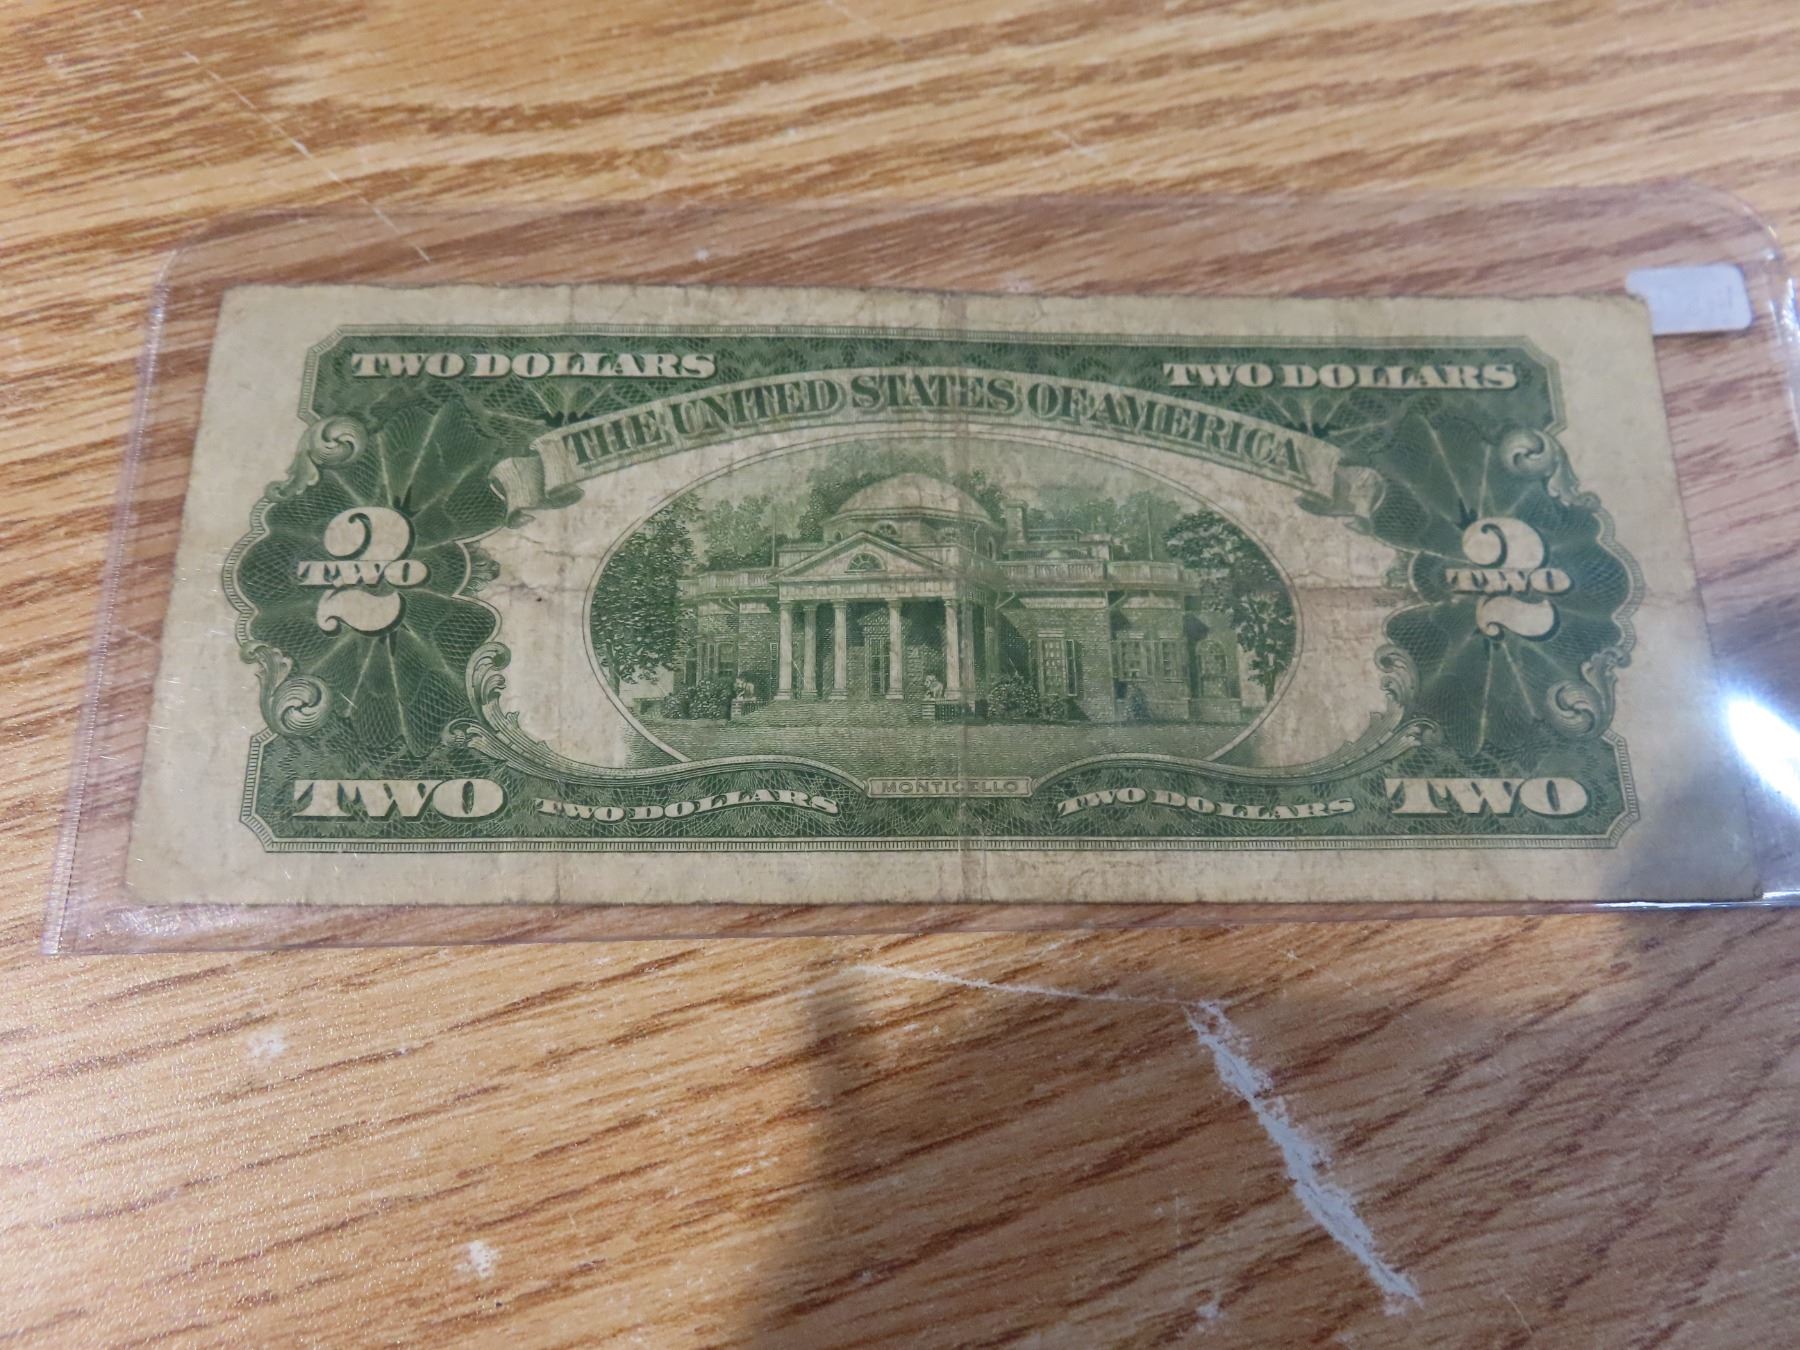 TWO DOLLARS TWO DOLLARS
THE UNITED STATES OF AMERICA
2 TWO 2 TWO
TWO TWO DOLLARS MONTICELLO TWO DOLLARS TWO